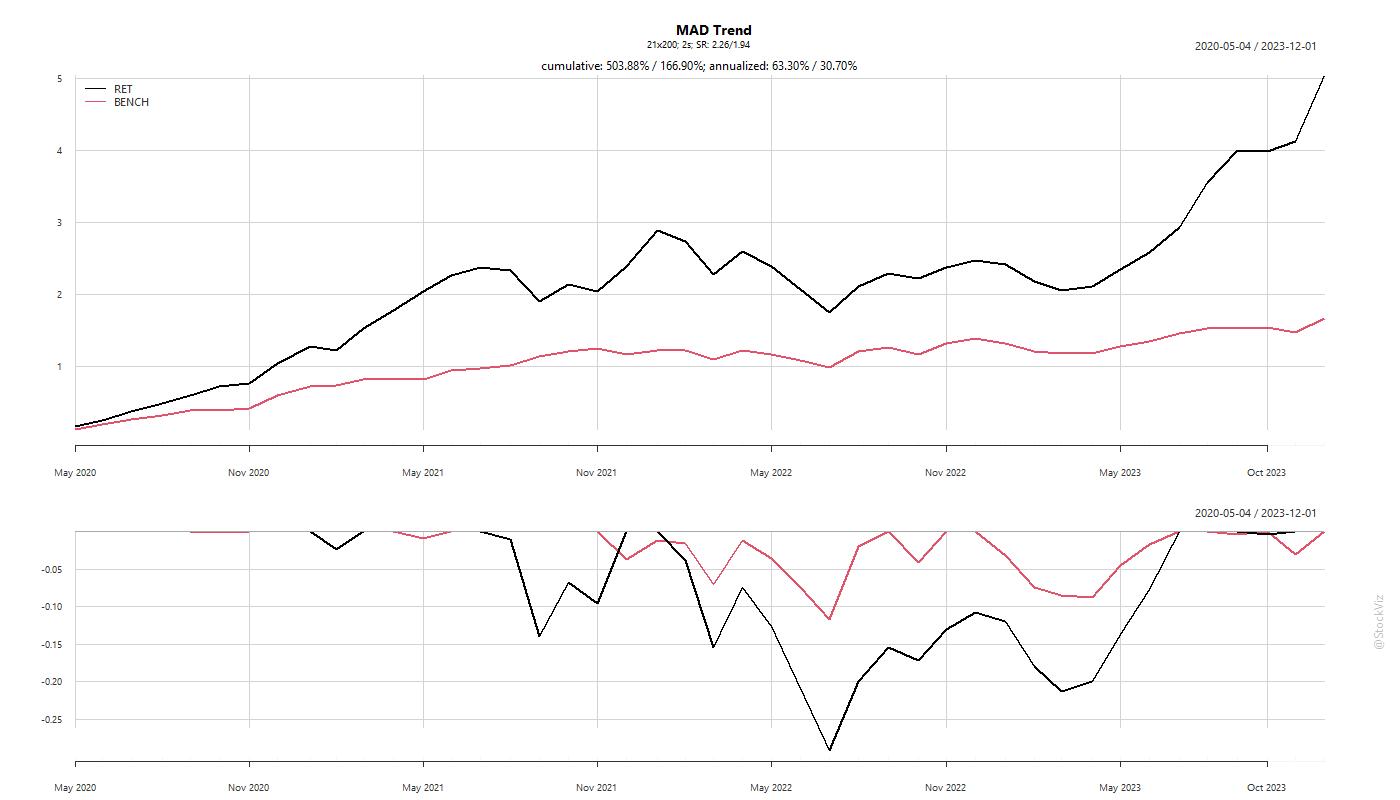 MAD Trend
21x200; 2s; SR: 2.26/1.94
2020-05-04 / 2023-12-01
cumulative: 503.88% / 166.90%; annualized: 63.30% / 30.70%
RET
BENCH
5
4
3
2
1
May 2020 Nov 2020 May 2021 Nov 2021 May 2022 Nov 2022 May 2023 Oct 2023
2020-05-04 / 2023-12-01
-0.05
-0.10
-0.15
-0.20
-0.25
May 2020 Nov 2020 May 2021 Nov 2021 May 2022 Nov 2022 May 2023 Oct 2023
@StockViz